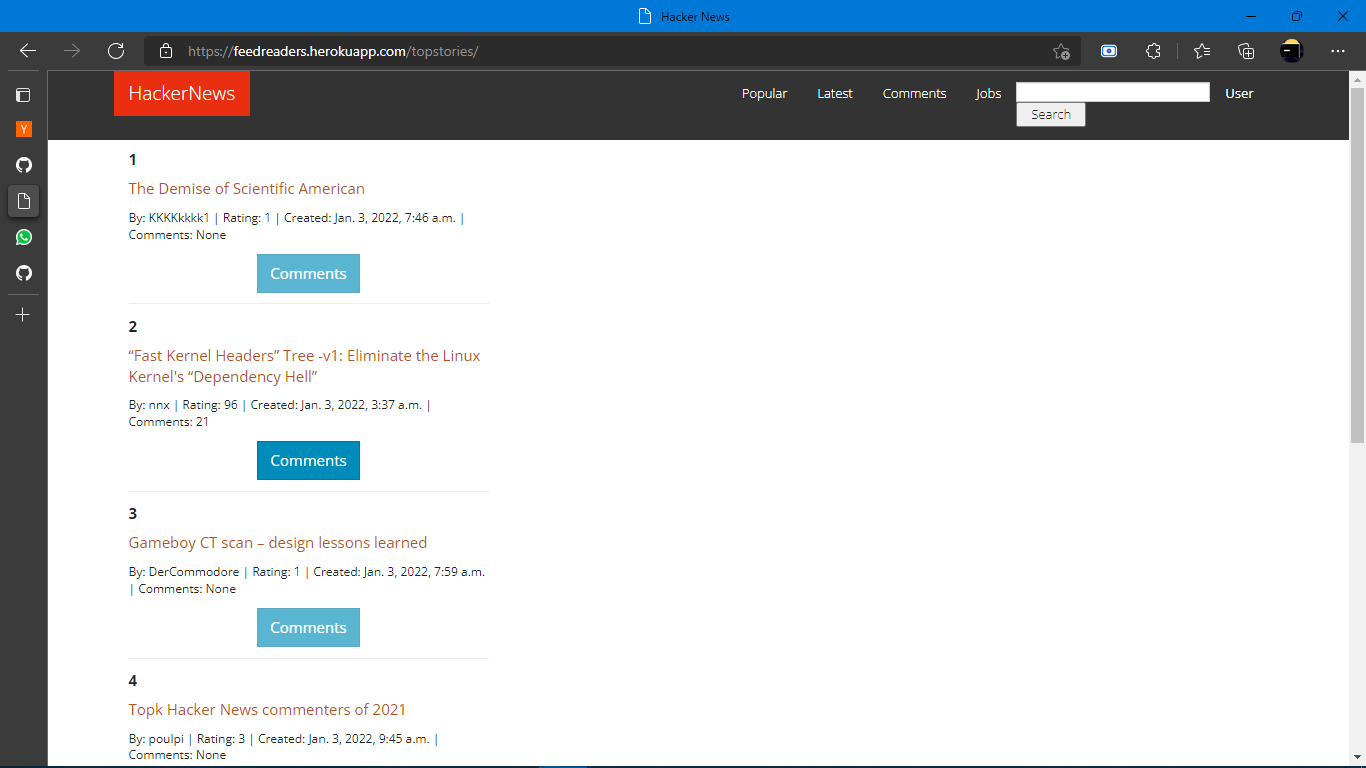 Hacker News
https://feedreaders.herokuapp.com/topstories/
HackerNews
Popular Latest Comments Jobs User
Search
Y
1
The Demise of Scientific American
By: KKKKkkkk1 | Rating: 1 | Created: Jan. 3, 2022, 7:46 a.m. |
Comments: None
Comments
2
“Fast Kernel Headers” Tree -v1: Eliminate the Linux
Kernel's “Dependency Hell”
By: nnx | Rating: 96 | Created: Jan. 3, 2022, 3:37 a.m. |
Comments: 21
Comments
3
Gameboy CT scan – design lessons learned
By: DerCommodore | Rating: 1 | Created: Jan. 3, 2022, 7:59 a.m.
| Comments: None
Comments
4
Topk Hacker News commenters of 2021
By: poulpi | Rating: 3 | Created: Jan. 3, 2022, 9:45 a.m. |
Comments: None